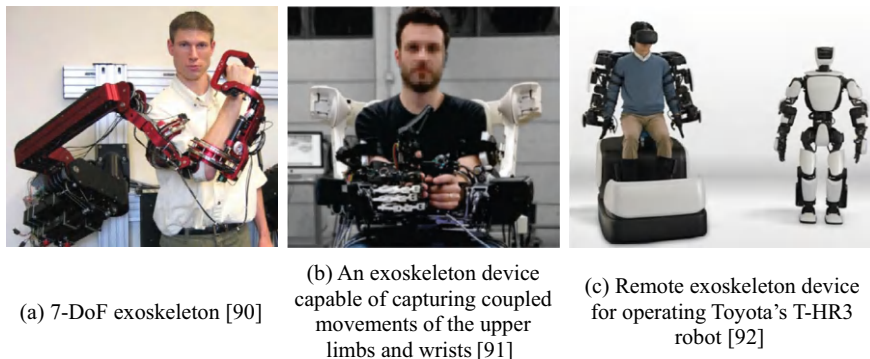 (a) 7-DoF exoskeleton [90]
(b) An exoskeleton device
capable of capturing coupled
movements of the upper
limbs and wrists [91]
(c) Remote exoskeleton device
for operating Toyota’s T-HR3
robot [92]